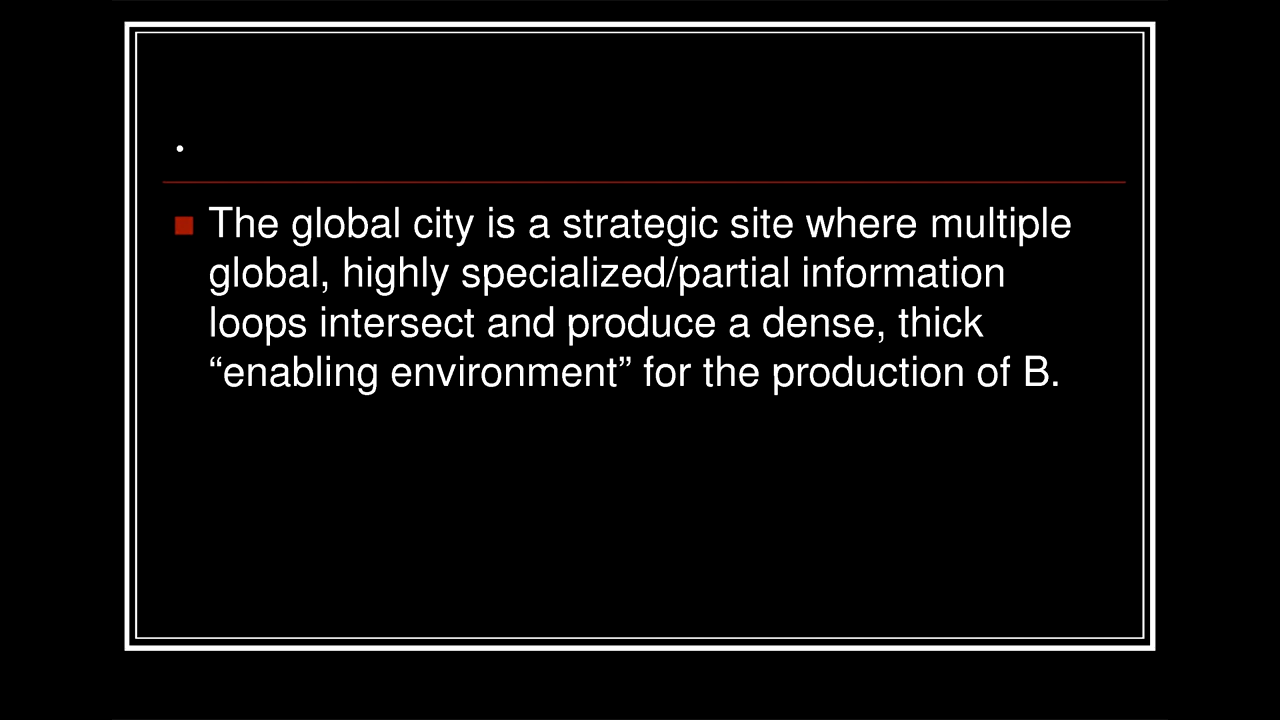 .
The global city is a strategic site where multiple
global, highly specialized/partial information
loops intersect and produce a dense, thick
“enabling environment” for the production of B.